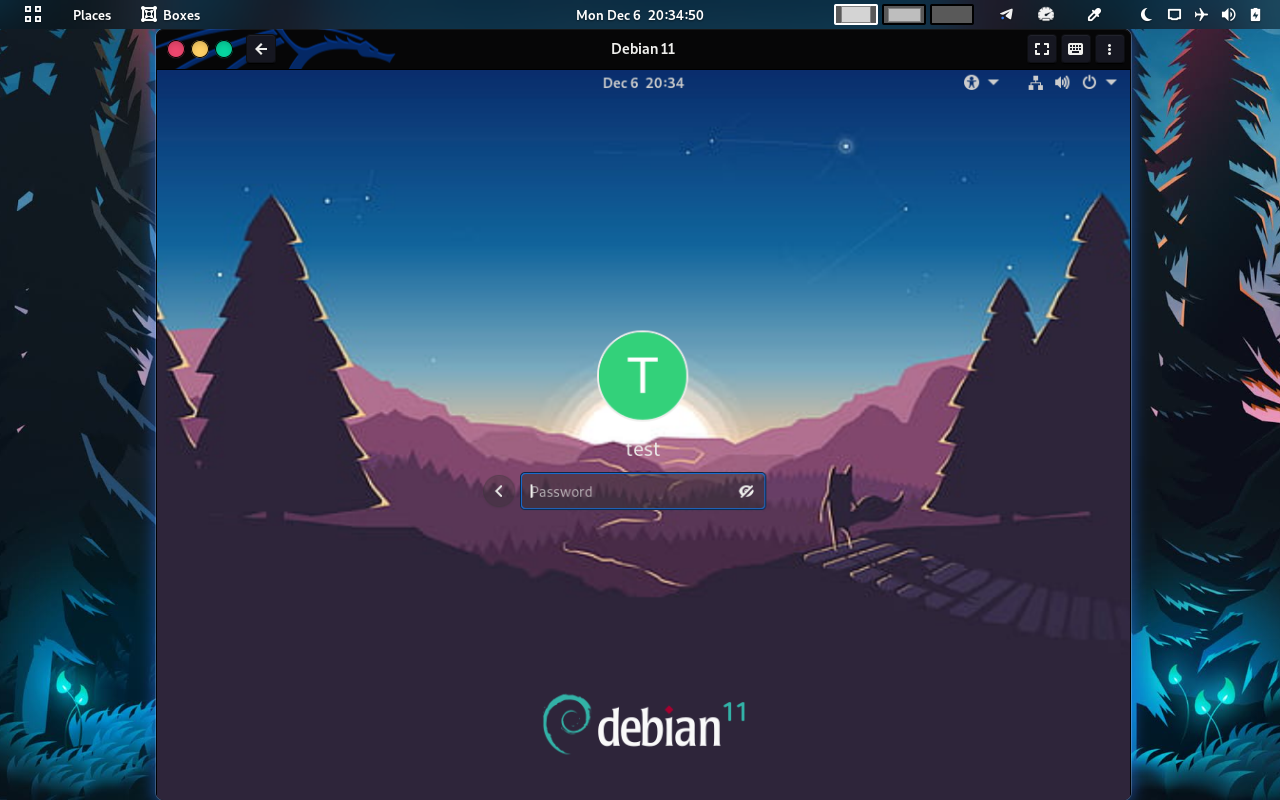 Places
Boxes
Mon Dec 6 20:34:50
Debian 11
Dec 6 20:34
T
test
Password
debian 11